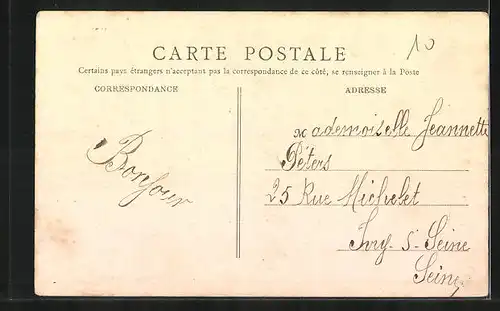 CARTE POSTALE
10
Certains pays étrangers n'acceptant pas la correspondance de ce côté, se renseigner à la Poste
CORRESPONDANCE
Bonjour
ADRESSE
Mademoiselle Jeannette
Péters
25 Rue Michelet
Ivry-S-Seine
Seine